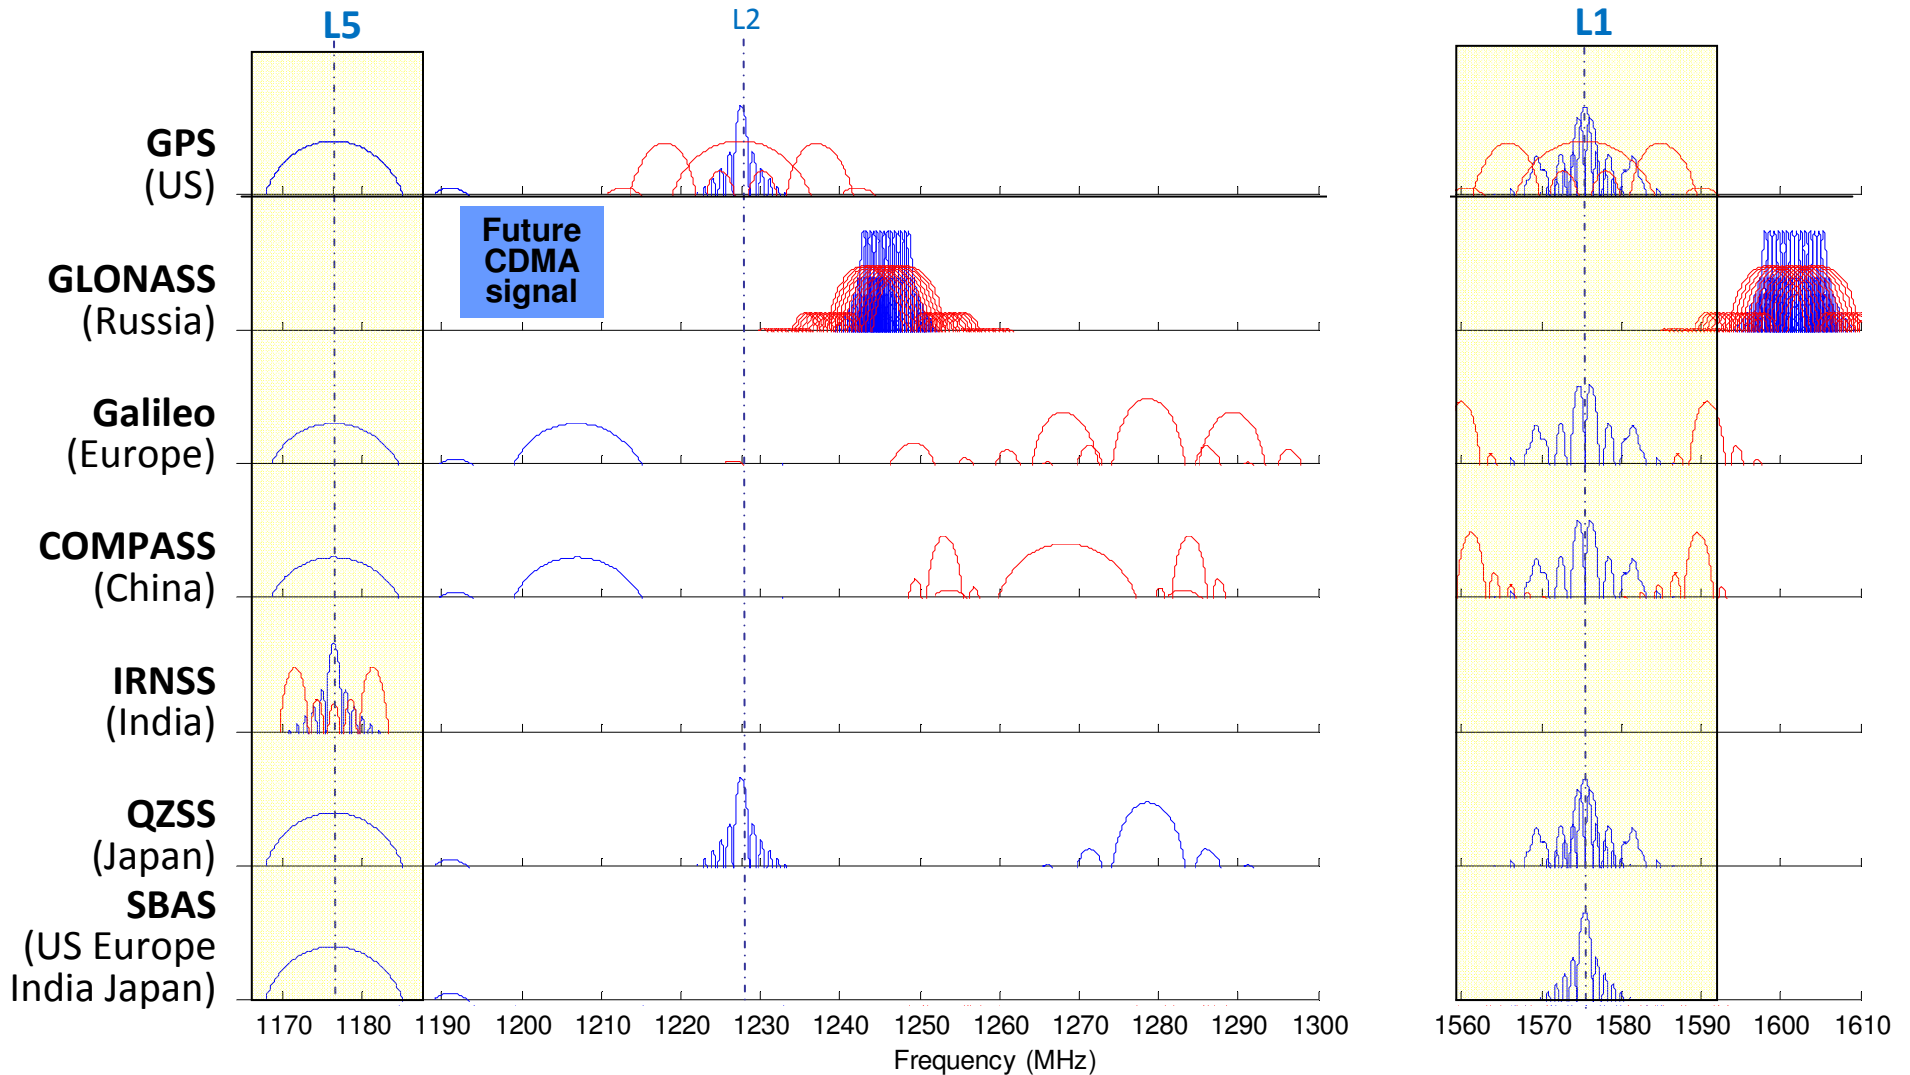 L5
L2
L1
GPS
(US)
Future
CDMA
signal
GLONASS
(Russia)
Galileo
(Europe)
COMPASS
(China)
IRNSS
(India)
QZSS
(Japan)
SBAS
(US Europe
India Japan)
1170 1180 1190 1200 1210 1220 1230 1240 1250 1260 1270 1280 1290 1300 1560 1570 1580 1590 1600 1610
Frequency (MHz)